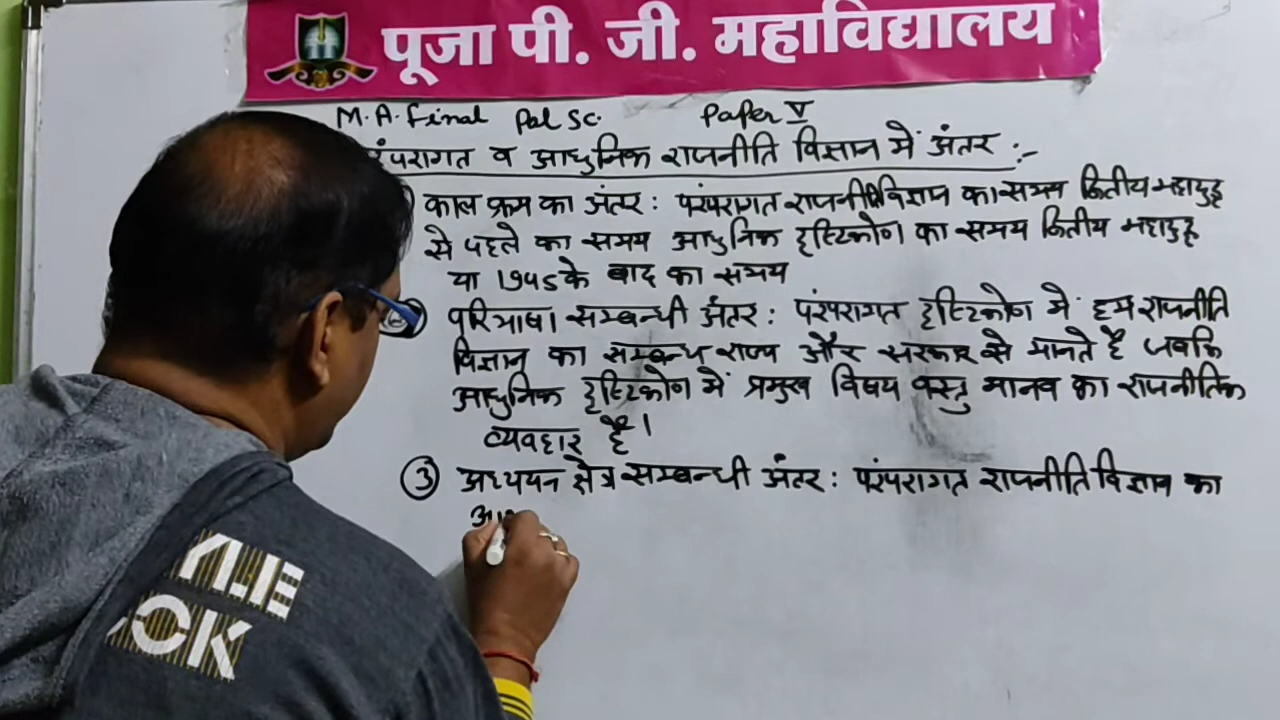 पूजा पी. जी. महाविद्यालय
M.A. Final Pol Sc. Paper V
परंपरागत व आधुनिक राजनीति विज्ञान में अंतर :-
काल क्रम का अंतर : परंपरागत राजनीति विज्ञान का समय द्वितीय महायुद्ध
से पहले का समय आधुनिक दृष्टिकोण का समय द्वितीय महायुद्ध
या 1945 के बाद का समय
② परिभाषा सम्बन्धी अंतर : परंपरागत दृष्टिकोण में हम राजनीति
विज्ञान का सम्बन्ध राज्य और सरकार से मानते है जबकि
आधुनिक दृष्टिकोण में प्रमुख विषय वस्तु मानव का राजनीतिक
व्यवहार है।
③ अध्ययन क्षेत्र सम्बन्धी अंतर : परंपरागत राजनीति विज्ञान का